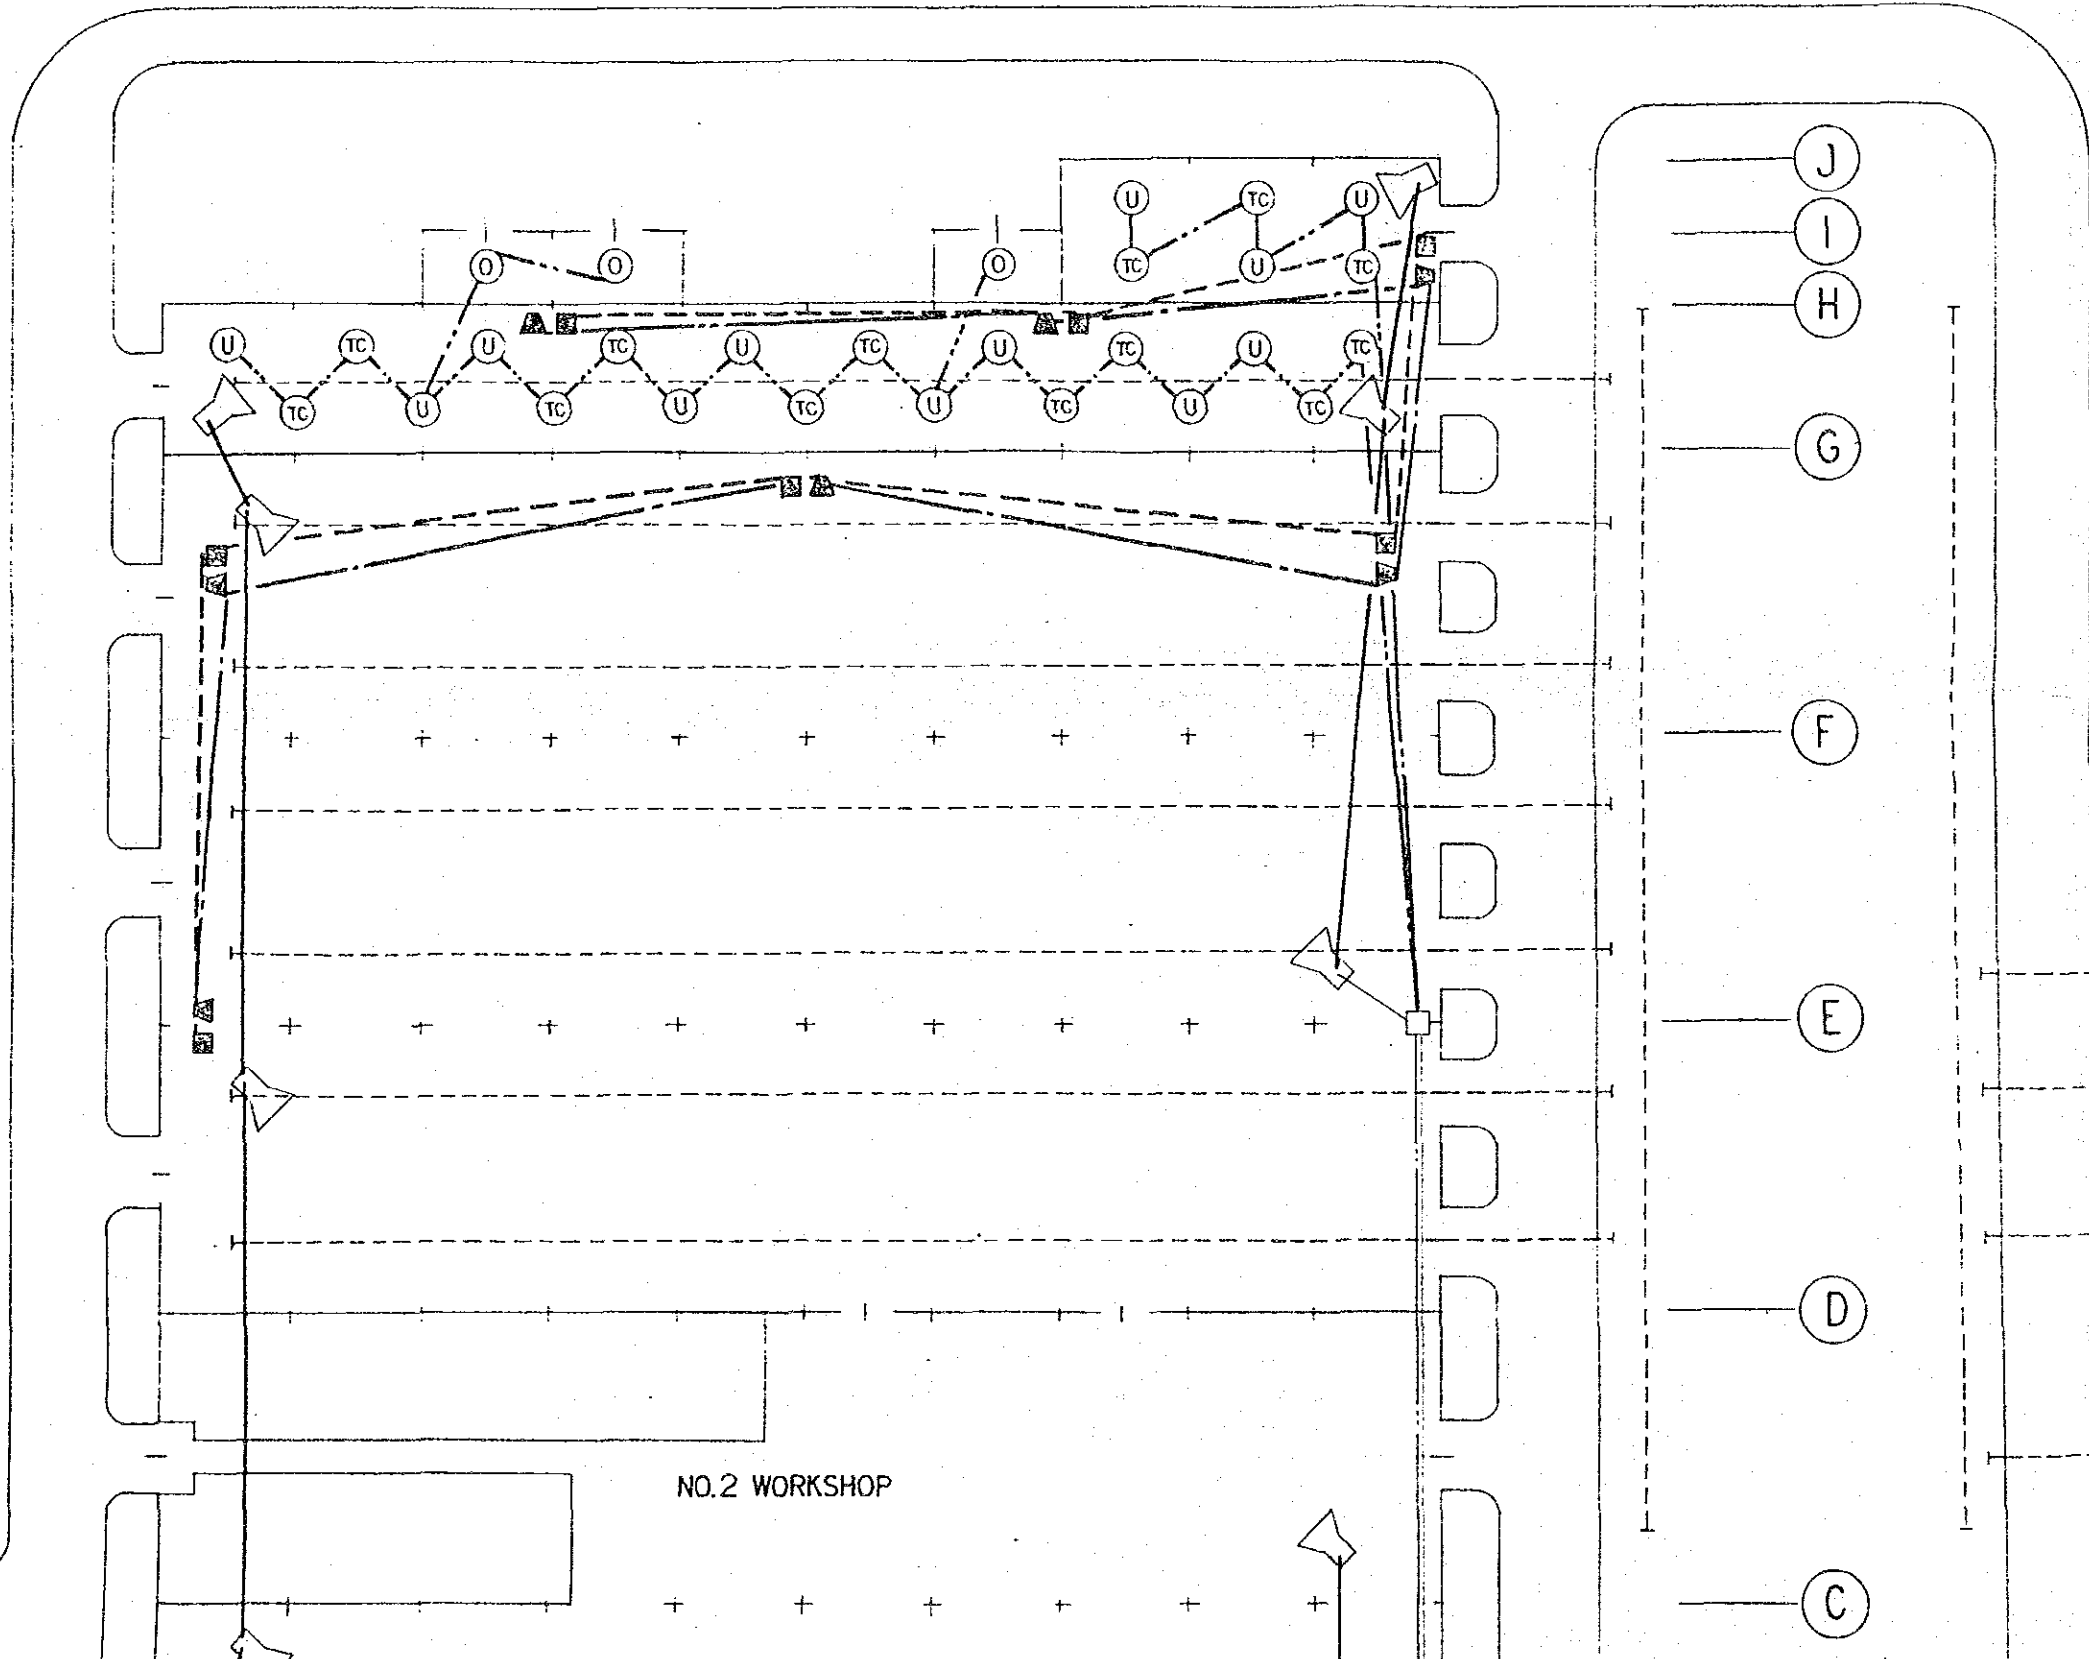 J
U TC U
I
O O O TC U TC
H
U TC U TC U TC U TC U TC
TC U TC U TC U TC U TC
G
F
E
D
NO.2 WORKSHOP
C